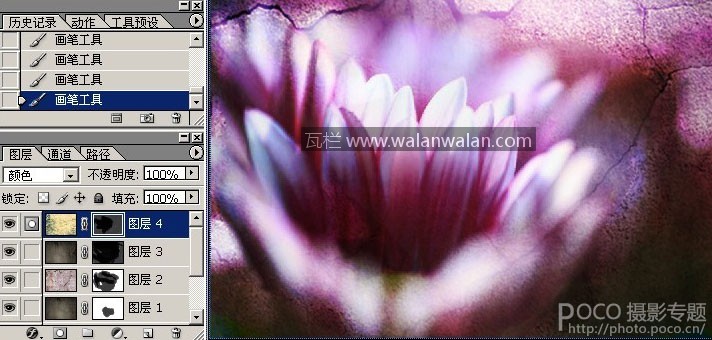 历史记录 动作 工具预设
画笔工具
画笔工具
画笔工具
画笔工具
图层 通道 路径
颜色 不透明度: 100%
锁定: 填充: 100%
图层 4
图层 3
图层 2
图层 1
瓦栏 www.walanwalan.com
POCO 摄影专题
http://photo.poco.cn/